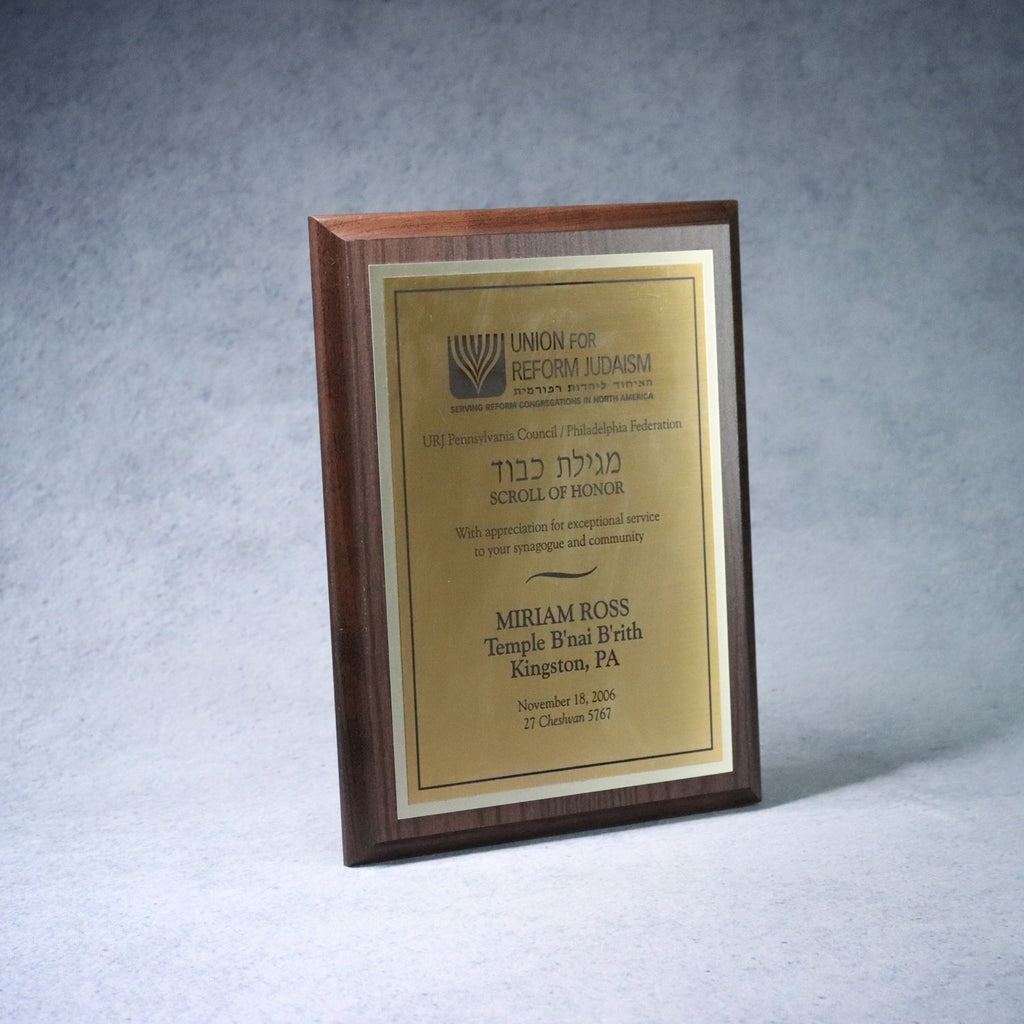 UNION FOR
REFORM JUDAISM
האיחוד ליהדות רפורמית
SERVING REFORM CONGREGATIONS IN NORTH AMERICA
URJ Pennsylvania Council / Philadelphia Federation
מגילת כבוד
SCROLL OF HONOR
With appreciation for exceptional service
to your synagogue and community
MIRIAM ROSS
Temple B'nai B'rith
Kingston, PA
November 18, 2006
27 Cheshvan 5767